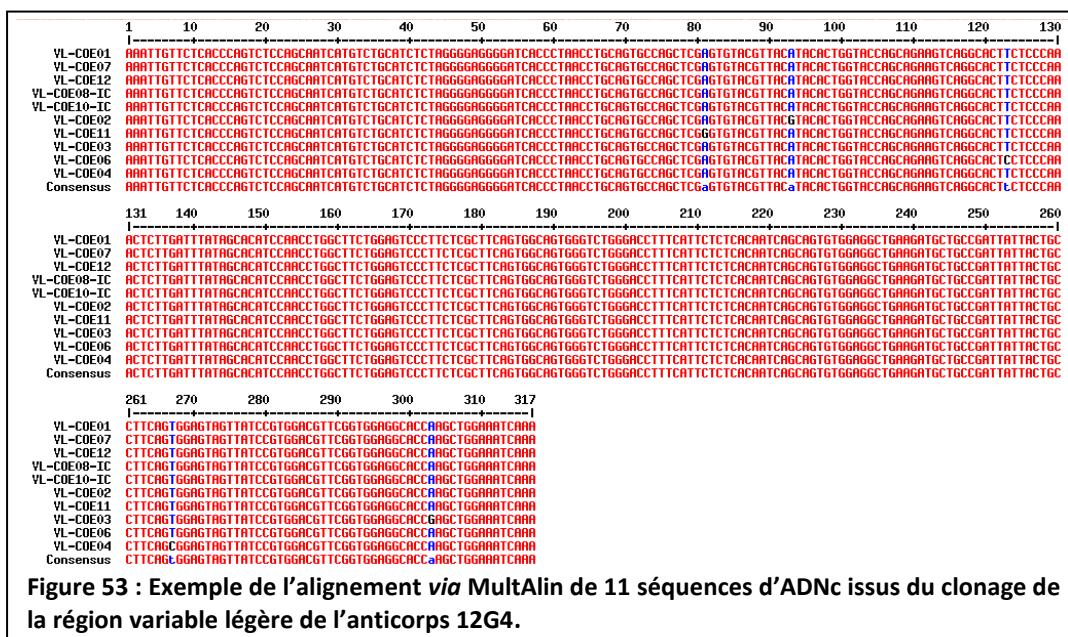 1 10 20 30 40 50 60 70 80 90 100 110 120 130
VL-COE01 AAATTGTTCTCACCCAGTCTCCAGCAATCATGTCTGCATCTCTAGGGGAGGGGATCACCCTAACCTGCAGTGCCAGCTCGAGTGTACGTTACATACACTGGTACCAGCAGAAGTCAGGCACTTCTCCCAA
VL-COE07 AAATTGTTCTCACCCAGTCTCCAGCAATCATGTCTGCATCTCTAGGGGAGGGGATCACCCTAACCTGCAGTGCCAGCTCGAGTGTACGTTACATACACTGGTACCAGCAGAAGTCAGGCACTTCTCCCAA
VL-COE12 AAATTGTTCTCACCCAGTCTCCAGCAATCATGTCTGCATCTCTAGGGGAGGGGATCACCCTAACCTGCAGTGCCAGCTCGAGTGTACGTTACATACACTGGTACCAGCAGAAGTCAGGCACTTCTCCCAA
VL-COE08-IC AAATTGTTCTCACCCAGTCTCCAGCAATCATGTCTGCATCTCTAGGGGAGGGGATCACCCTAACCTGCAGTGCCAGCTCGAGTGTACGTTACATACACTGGTACCAGCAGAAGTCAGGCACTTCTCCCAA
VL-COE10-IC AAATTGTTCTCACCCAGTCTCCAGCAATCATGTCTGCATCTCTAGGGGAGGGGATCACCCTAACCTGCAGTGCCAGCTCGAGTGTACGTTACATACACTGGTACCAGCAGAAGTCAGGCACTTCTCCCAA
VL-COE02 AAATTGTTCTCACCCAGTCTCCAGCAATCATGTCTGCATCTCTAGGGGAGGGGATCACCCTAACCTGCAGTGCCAGCTCGAGTGTACGTTACGTACACTGGTACCAGCAGAAGTCAGGCACTTCTCCCAA
VL-COE11 AAATTGTTCTCACCCAGTCTCCAGCAATCATGTCTGCATCTCTAGGGGAGGGGATCACCCTAACCTGCAGTGCCAGCTCGGGTGTACGTTACATACACTGGTACCAGCAGAAGTCAGGCACTTCTCCCAA
VL-COE03 AAATTGTTCTCACCCAGTCTCCAGCAATCATGTCTGCATCTCTAGGGGAGGGGATCACCCTAACCTGCAGTGCCAGCTCGAGTGTACGTTACATACACTGGTACCAGCAGAAGTCAGGCACTTCTCCCAA
VL-COE06 AAATTGTTCTCACCCAGTCTCCAGCAATCATGTCTGCATCTCTAGGGGAGGGGATCACCCTAACCTGCAGTGCCAGCTCGAGTGTACGTTACATACACTGGTACCAGCAGAAGTCAGGCACTCCTCCCAA
VL-COE04 AAATTGTTCTCACCCAGTCTCCAGCAATCATGTCTGCATCTCTAGGGGAGGGGATCACCCTAACCTGCAGTGCCAGCTCGAGTGTACGTTACATACACTGGTACCAGCAGAAGTCAGGCACTTCTCCCAA
Consensus AAATTGTTCTCACCCAGTCTCCAGCAATCATGTCTGCATCTCTAGGGGAGGGGATCACCCTAACCTGCAGTGCCAGCTCGaGTGTACGTTACaTACACTGGTACCAGCAGAAGTCAGGCACTtCTCCCAA
131 140 150 160 170 180 190 200 210 220 230 240 250 260
VL-COE01 ACTCTTGATTTATAGCACATCCAACCTGGCTTCTGGAGTCCCTTCTCGCTTCAGTGGCAGTGGGTCTGGGACCTTTCATTCTCTCACAATCAGCAGTGTGGAGGCTGAAGATGCTGCCGATTATTACTGC
VL-COE07 ACTCTTGATTTATAGCACATCCAACCTGGCTTCTGGAGTCCCTTCTCGCTTCAGTGGCAGTGGGTCTGGGACCTTTCATTCTCTCACAATCAGCAGTGTGGAGGCTGAAGATGCTGCCGATTATTACTGC
VL-COE12 ACTCTTGATTTATAGCACATCCAACCTGGCTTCTGGAGTCCCTTCTCGCTTCAGTGGCAGTGGGTCTGGGACCTTTCATTCTCTCACAATCAGCAGTGTGGAGGCTGAAGATGCTGCCGATTATTACTGC
VL-COE08-IC ACTCTTGATTTATAGCACATCCAACCTGGCTTCTGGAGTCCCTTCTCGCTTCAGTGGCAGTGGGTCTGGGACCTTTCATTCTCTCACAATCAGCAGTGTGGAGGCTGAAGATGCTGCCGATTATTACTGC
VL-COE10-IC ACTCTTGATTTATAGCACATCCAACCTGGCTTCTGGAGTCCCTTCTCGCTTCAGTGGCAGTGGGTCTGGGACCTTTCATTCTCTCACAATCAGCAGTGTGGAGGCTGAAGATGCTGCCGATTATTACTGC
VL-COE02 ACTCTTGATTTATAGCACATCCAACCTGGCTTCTGGAGTCCCTTCTCGCTTCAGTGGCAGTGGGTCTGGGACCTTTCATTCTCTCACAATCAGCAGTGTGGAGGCTGAAGATGCTGCCGATTATTACTGC
VL-COE11 ACTCTTGATTTATAGCACATCCAACCTGGCTTCTGGAGTCCCTTCTCGCTTCAGTGGCAGTGGGTCTGGGACCTTTCATTCTCTCACAATCAGCAGTGTGGAGGCTGAAGATGCTGCCGATTATTACTGC
VL-COE03 ACTCTTGATTTATAGCACATCCAACCTGGCTTCTGGAGTCCCTTCTCGCTTCAGTGGCAGTGGGTCTGGGACCTTTCATTCTCTCACAATCAGCAGTGTGGAGGCTGAAGATGCTGCCGATTATTACTGC
VL-COE06 ACTCTTGATTTATAGCACATCCAACCTGGCTTCTGGAGTCCCTTCTCGCTTCAGTGGCAGTGGGTCTGGGACCTTTCATTCTCTCACAATCAGCAGTGTGGAGGCTGAAGATGCTGCCGATTATTACTGC
VL-COE04 ACTCTTGATTTATAGCACATCCAACCTGGCTTCTGGAGTCCCTTCTCGCTTCAGTGGCAGTGGGTCTGGGACCTTTCATTCTCTCACAATCAGCAGTGTGGAGGCTGAAGATGCTGCCGATTATTACTGC
Consensus ACTCTTGATTTATAGCACATCCAACCTGGCTTCTGGAGTCCCTTCTCGCTTCAGTGGCAGTGGGTCTGGGACCTTTCATTCTCTCACAATCAGCAGTGTGGAGGCTGAAGATGCTGCCGATTATTACTGC
261 270 280 290 300 310 317
VL-COE01 CTTCAGTGGAGTAGTTATCCGTGGACGTTCGGTGGAGGCACCAAGCTGGAAATCAAA
VL-COE07 CTTCAGTGGAGTAGTTATCCGTGGACGTTCGGTGGAGGCACCAAGCTGGAAATCAAA
VL-COE12 CTTCAGTGGAGTAGTTATCCGTGGACGTTCGGTGGAGGCACCAAGCTGGAAATCAAA
VL-COE08-IC CTTCAGTGGAGTAGTTATCCGTGGACGTTCGGTGGAGGCACCAAGCTGGAAATCAAA
VL-COE10-IC CTTCAGTGGAGTAGTTATCCGTGGACGTTCGGTGGAGGCACCAAGCTGGAAATCAAA
VL-COE02 CTTCAGTGGAGTAGTTATCCGTGGACGTTCGGTGGAGGCACCAAGCTGGAAATCAAA
VL-COE11 CTTCAGTGGAGTAGTTATCCGTGGACGTTCGGTGGAGGCACCAAGCTGGAAATCAAA
VL-COE03 CTTCAGTGGAGTAGTTATCCGTGGACGTTCGGTGGAGGCACCGAGCTGGAAATCAAA
VL-COE06 CTTCAGTGGAGTAGTTATCCGTGGACGTTCGGTGGAGGCACCAAGCTGGAAATCAAA
VL-COE04 CTTCAGCGGAGTAGTTATCCGTGGACGTTCGGTGGAGGCACCAAGCTGGAAATCAAA
Consensus CTTCAGtGGAGTAGTTATCCGTGGACGTTCGGTGGAGGCACCaAGCTGGAAATCAAA
Figure 53 : Exemple de l’alignement via MultAlin de 11 séquences d’ADNc issus du clonage de
la région variable légère de l’anticorps 12G4.